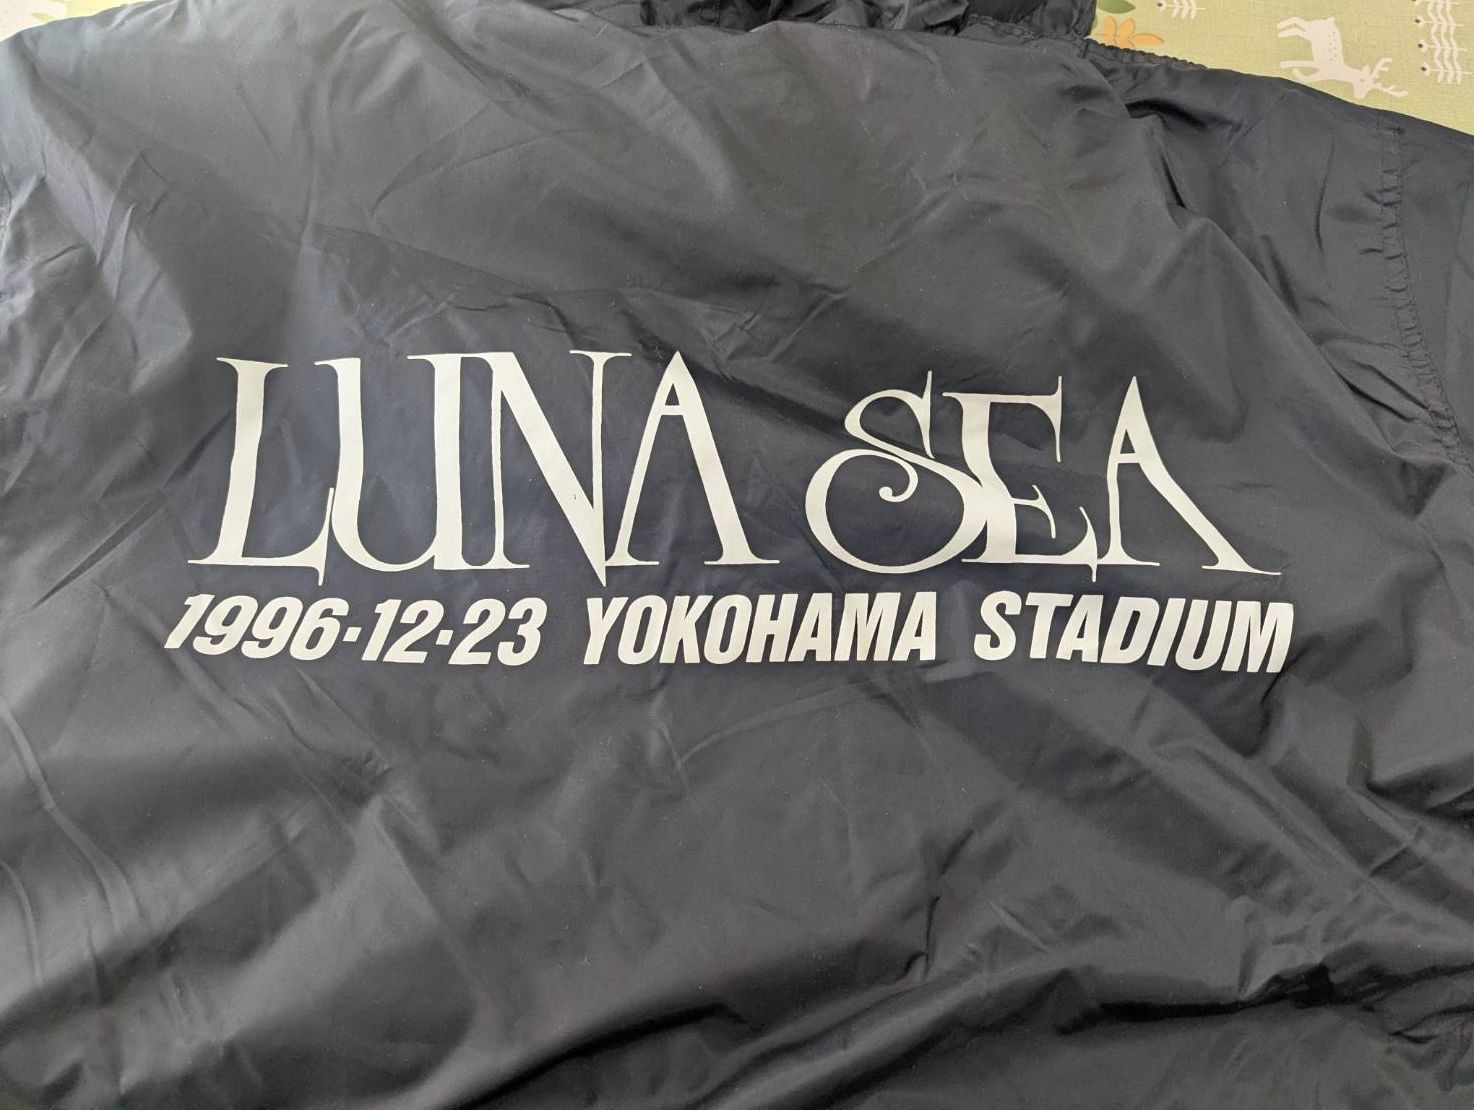 LUNA SEA
1996·12·23 YOKOHAMA STADIUM